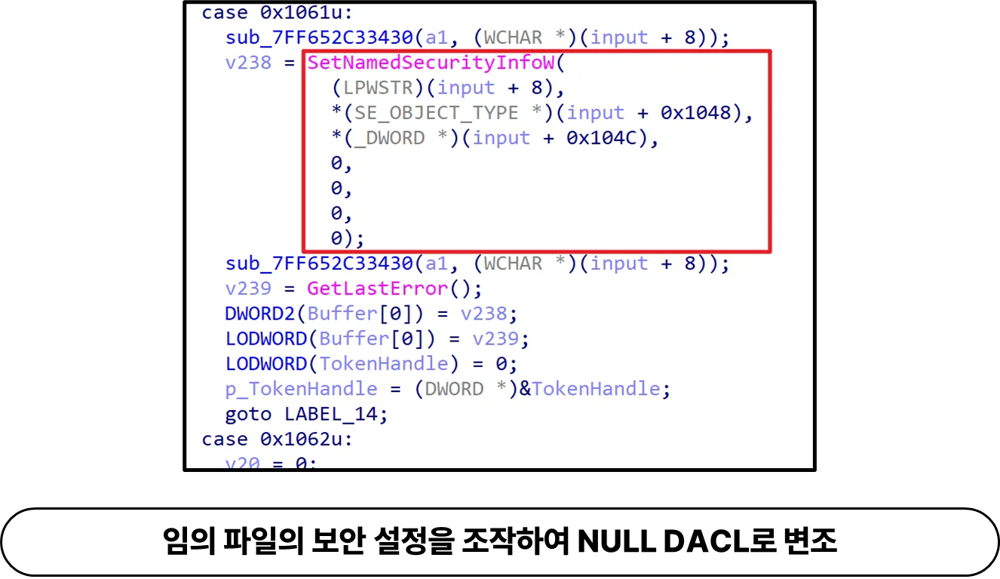 case 0x1061u:
sub_7FF652C33430(a1, (WCHAR *)(input + 8));
v238 = SetNamedSecurityInfoW(
(LPWSTR)(input + 8),
*(SE_OBJECT_TYPE *)(input + 0x1048),
*(_DWORD *)(input + 0x104C),
0,
0,
0,
0);
sub_7FF652C33430(a1, (WCHAR *)(input + 8));
v239 = GetLastError();
DWORD2(Buffer[0]) = v238;
LODWORD(Buffer[0]) = v239;
LODWORD(TokenHandle) = 0;
p_TokenHandle = (DWORD *)&TokenHandle;
goto LABEL_14;
case 0x1062u:
v20 = 0;
임의 파일의 보안 설정을 조작하여 NULL DACL로 변조